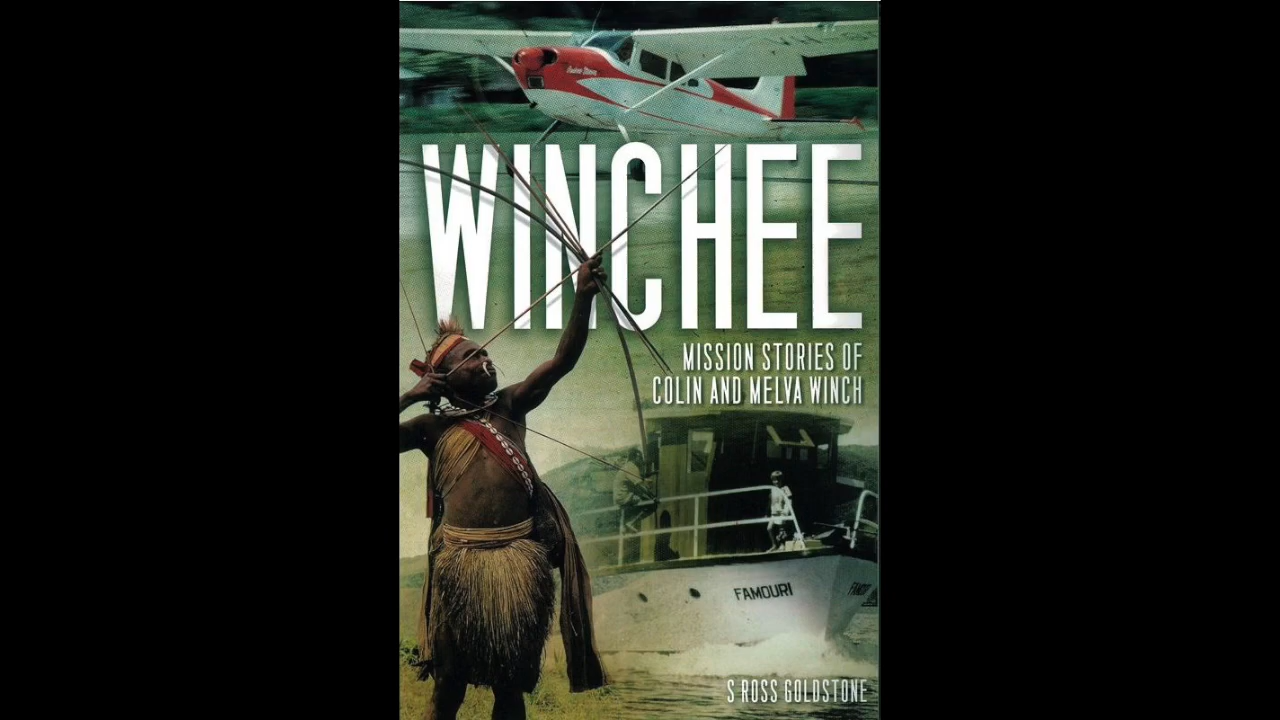 WINCHEE
MISSION STORIES OF
COLIN AND MELVA WINCH
FAMOURI
S ROSS GOLDSTONE